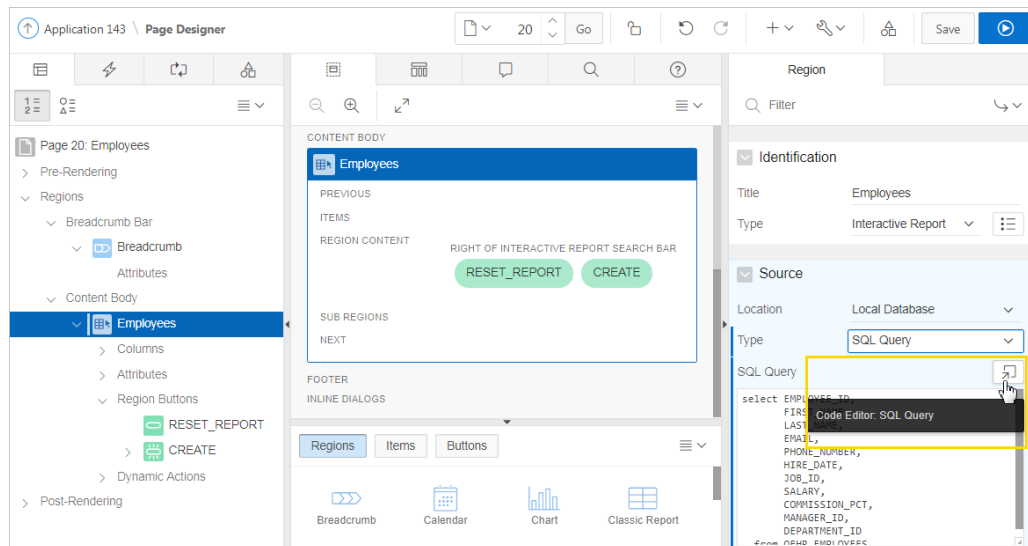 Application 143 \ Page Designer
20
Go
Save
Page 20: Employees
Pre-Rendering
Regions
Breadcrumb Bar
Breadcrumb
Attributes
Content Body
Employees
Columns
Attributes
Region Buttons
RESET_REPORT
CREATE
Dynamic Actions
Post-Rendering
CONTENT BODY
Employees
PREVIOUS
ITEMS
REGION CONTENT
RIGHT OF INTERACTIVE REPORT SEARCH BAR
RESET_REPORT CREATE
SUB REGIONS
NEXT
FOOTER
INLINE DIALOGS
Regions Items Buttons
Breadcrumb Calendar Chart Classic Report
Region
Filter
Identification
Title Employees
Type Interactive Report
Source
Location Local Database
Type SQL Query
SQL Query
Code Editor: SQL Query
select EMPLOYEE_ID,
FIRST_NAME,
LAST_NAME,
EMAIL,
PHONE_NUMBER,
HIRE_DATE,
JOB_ID,
SALARY,
COMMISSION_PCT,
MANAGER_ID,
DEPARTMENT_ID
from OEHR_EMPLOYEES